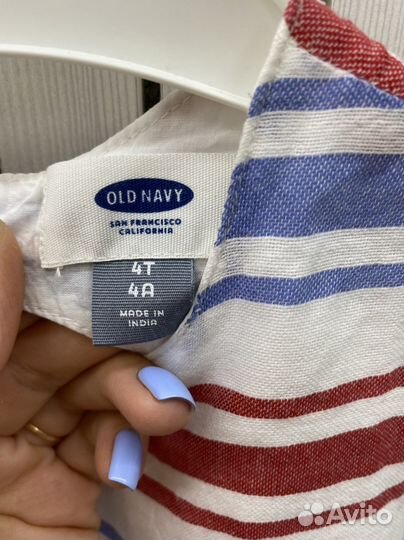 OLD NAVY
SAN FRANCISCO
CALIFORNIA
4T
4A
MADE IN
INDIA
Avito